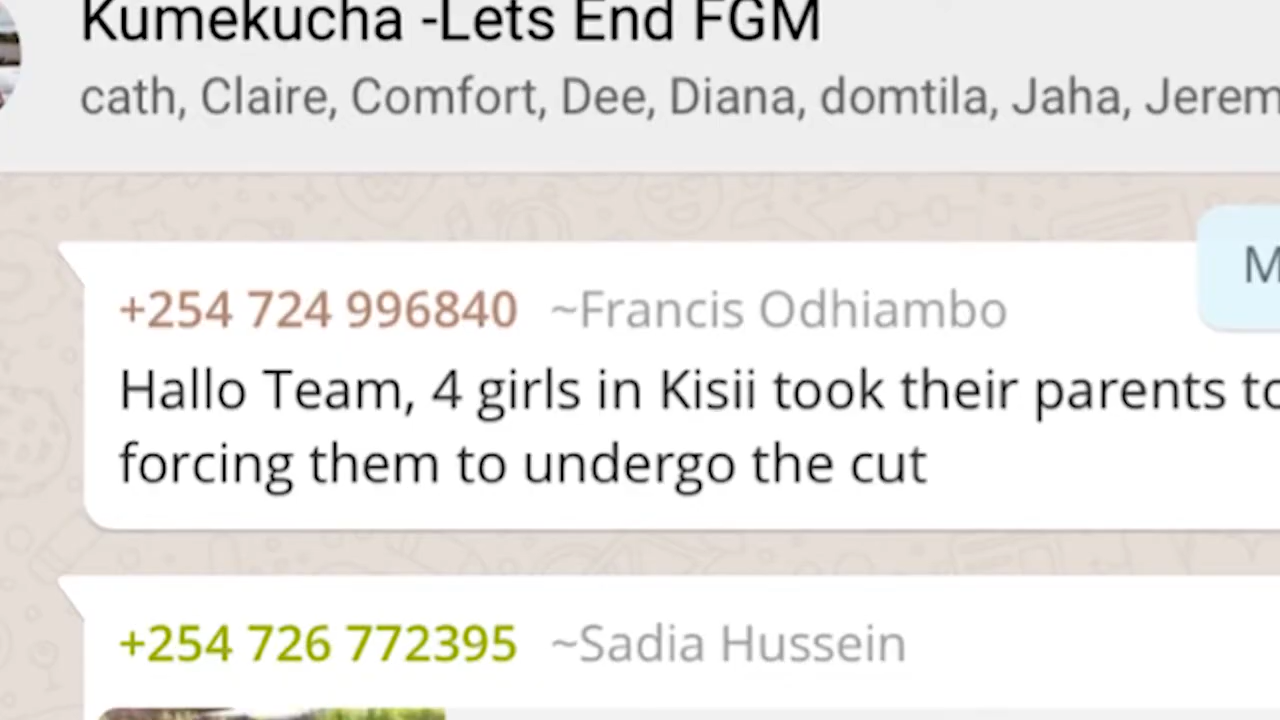 Kumekucha -Lets End FGM
cath, Claire, Comfort, Dee, Diana, domtila, Jaha, Jerem
M
+254 724 996840 ~Francis Odhiambo
Hallo Team, 4 girls in Kisii took their parents to
forcing them to undergo the cut
+254 726 772395 ~Sadia Hussein